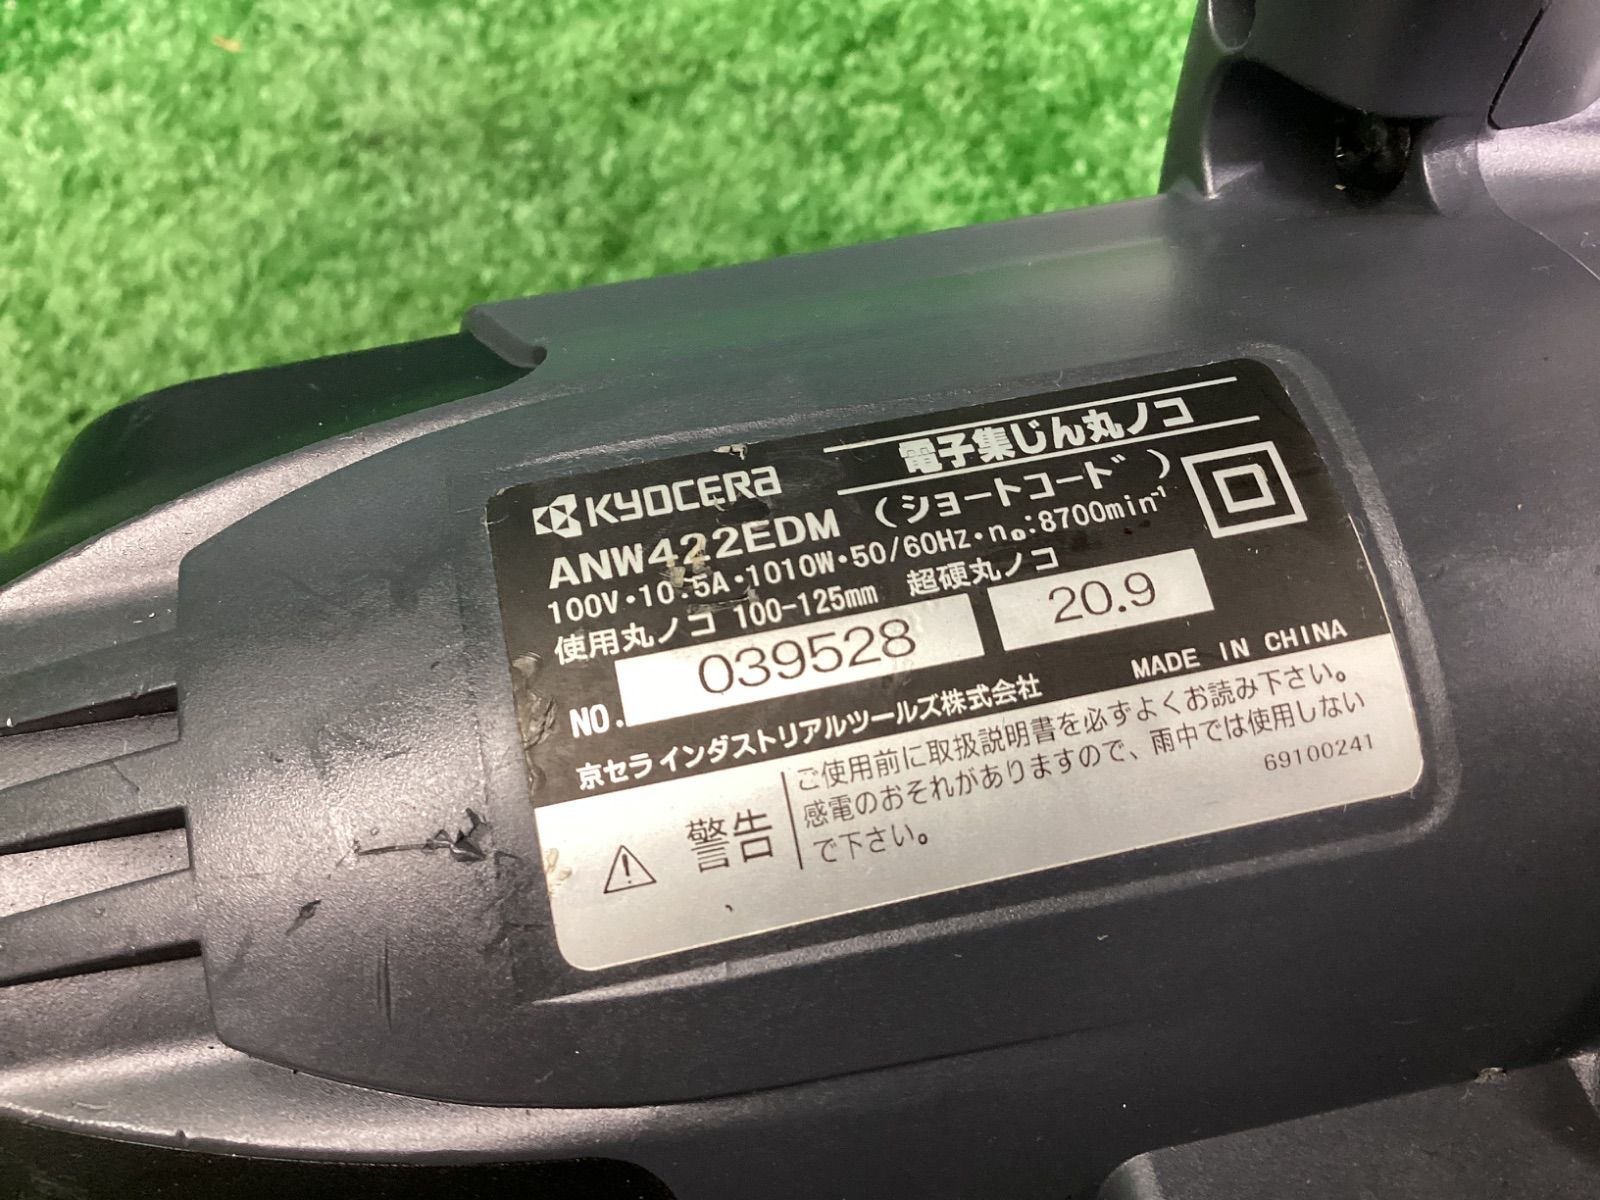 KYOCERA
電子集じん丸ノコ
ANW422EDM
(ショートコード)
100V・10.5A・1010W・50/60Hz・n₀:8700min⁻¹
使用丸ノコ 100-125mm 超硬丸ノコ
NO. 039528 20.9
京セラインダストリアルツールズ株式会社 MADE IN CHINA
警告
ご使用前に取扱説明書を必ずよくお読み下さい。
感電のおそれがありますので、雨中では使用しない
で下さい。
69100241